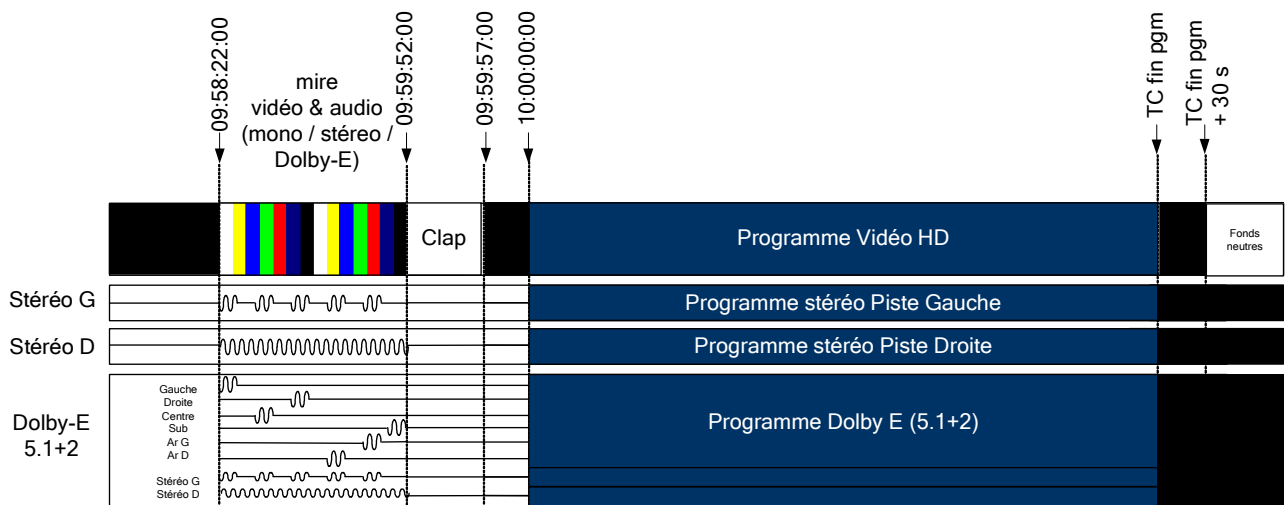 09:58:22:00
mire
vidéo & audio
(mono / stéreo /
Dolby-E)
09:59:52:00
09:59:57:00
10:00:00:00
TC fin pgm
TC fin pgm
+ 30 s
Clap
Programme Vidéo HD
Fonds
neutres
Stéréo G
Programme stéréo Piste Gauche
Stéréo D
Programme stéréo Piste Droite
Dolby-E
5.1+2
Gauche
Droite
Centre
Sub
Ar G
Ar D
Stéréo G
Stéréo D
Programme Dolby E (5.1+2)